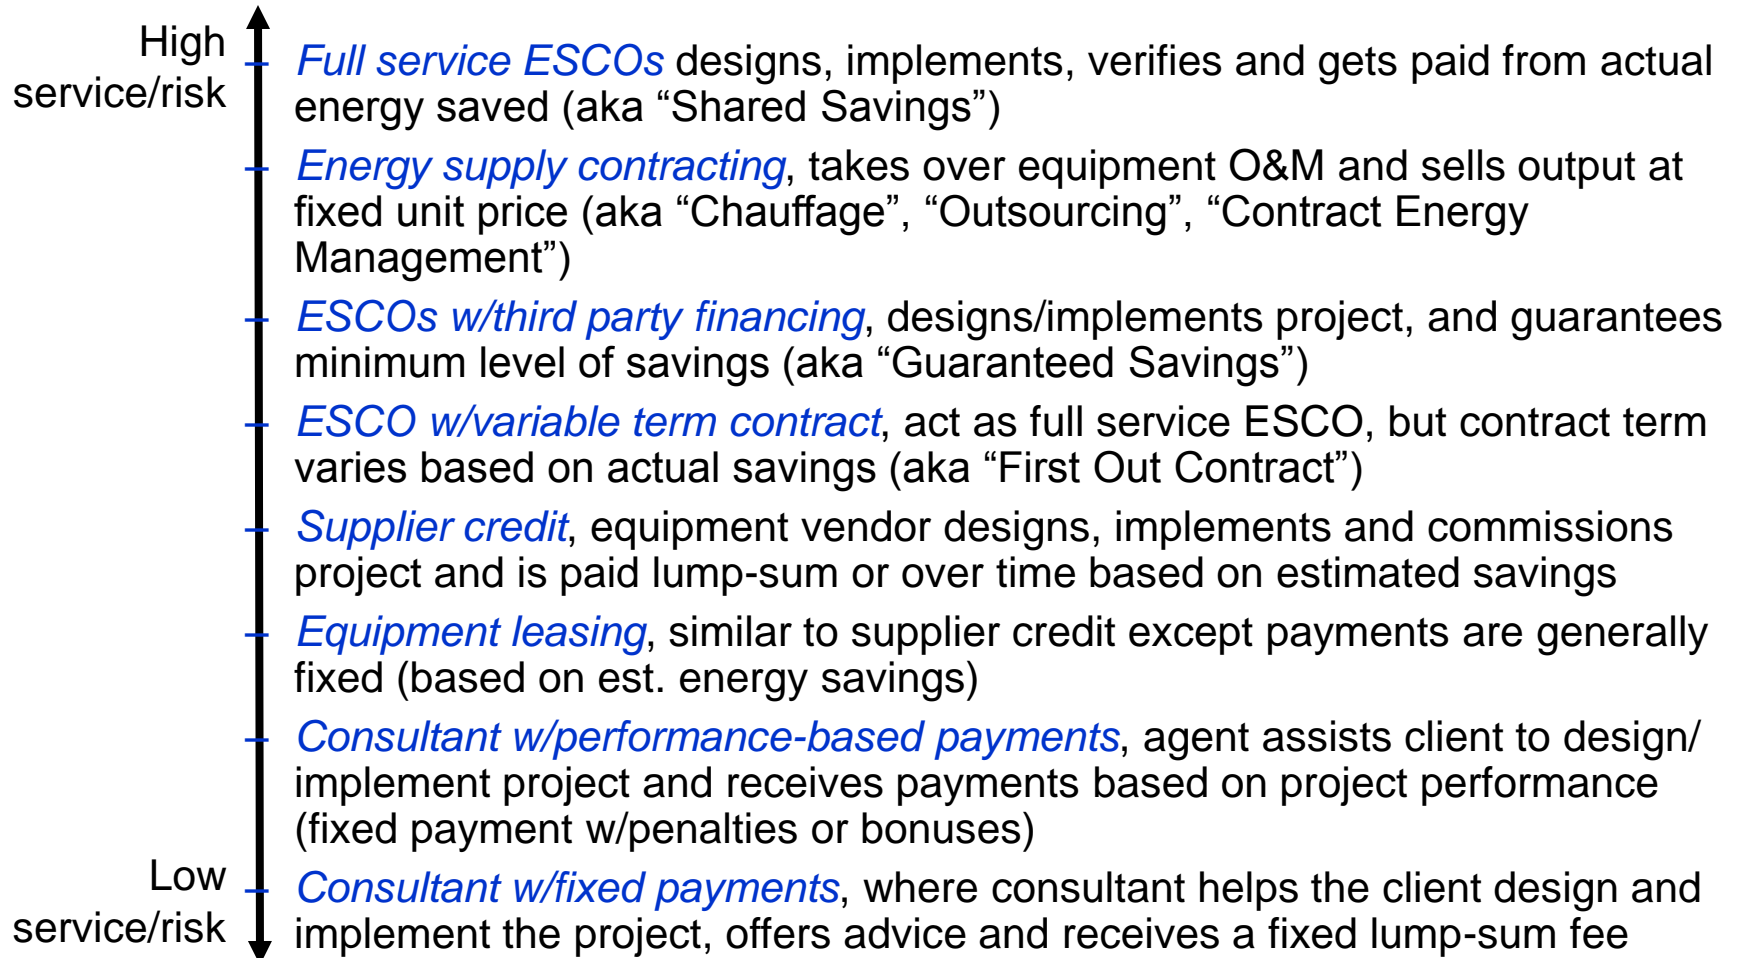 High
service/risk
Full service ESCOs designs, implements, verifies and gets paid from actual
energy saved (aka “Shared Savings”)
Energy supply contracting, takes over equipment O&M and sells output at
fixed unit price (aka “Chauffage”, “Outsourcing”, “Contract Energy
Management”)
ESCOs w/third party financing, designs/implements project, and guarantees
minimum level of savings (aka “Guaranteed Savings”)
ESCO w/variable term contract, act as full service ESCO, but contract term
varies based on actual savings (aka “First Out Contract”)
Supplier credit, equipment vendor designs, implements and commissions
project and is paid lump-sum or over time based on estimated savings
Equipment leasing, similar to supplier credit except payments are generally
fixed (based on est. energy savings)
Consultant w/performance-based payments, agent assists client to design/
implement project and receives payments based on project performance
(fixed payment w/penalties or bonuses)
Low
service/risk
Consultant w/fixed payments, where consultant helps the client design and
implement the project, offers advice and receives a fixed lump-sum fee